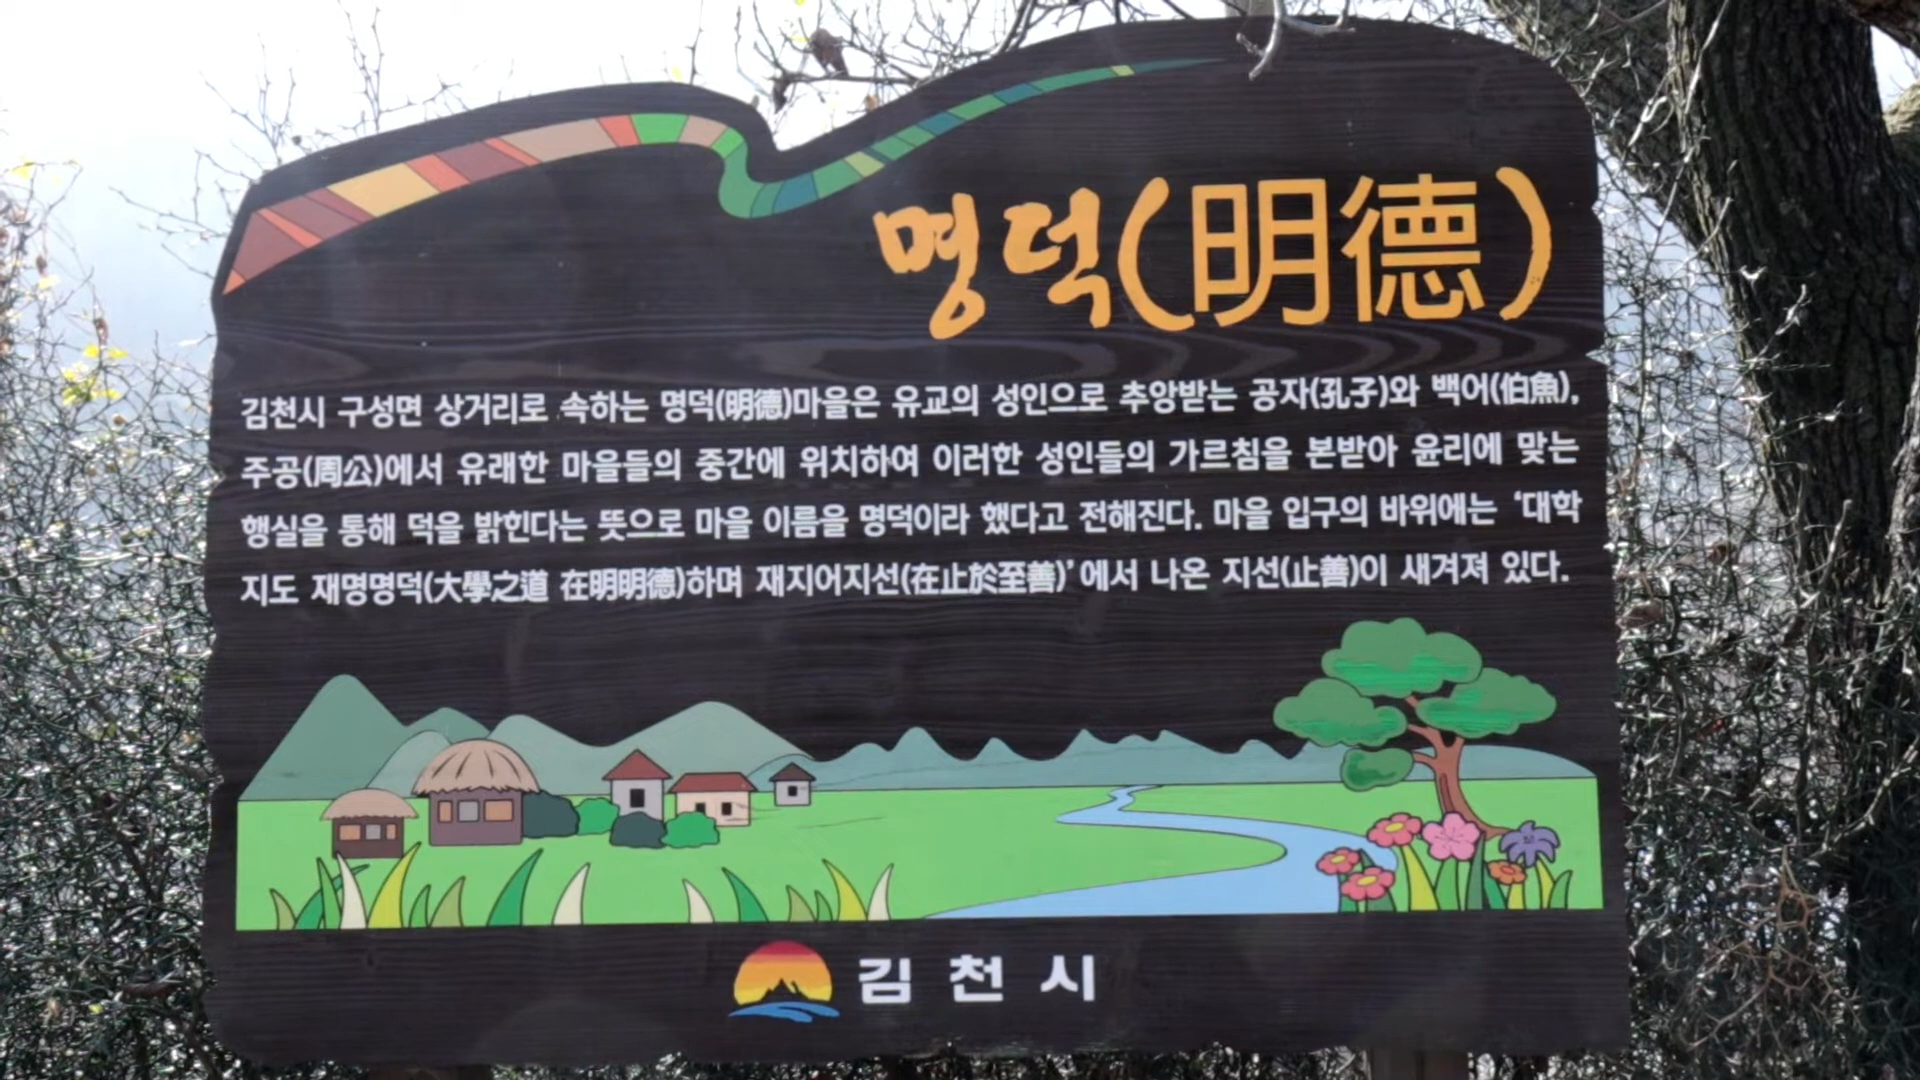 명덕(明德)
김천시 구성면 상거리로 속하는 명덕(明德)마을은 유교의 성인으로 추앙받는 공자(孔子)와 백어(伯魚),
주공(周公)에서 유래한 마을들의 중간에 위치하여 이러한 성인들의 가르침을 본받아 윤리에 맞는
행실을 통해 덕을 밝힌다는 뜻으로 마을 이름을 명덕이라 했다고 전해진다. 마을 입구의 바위에는 ‘대학
지도 재명명덕(大學之道 在明明德)하며 재지어지선(在止於至善)’에서 나온 지선(止善)이 새겨져 있다.
김천시